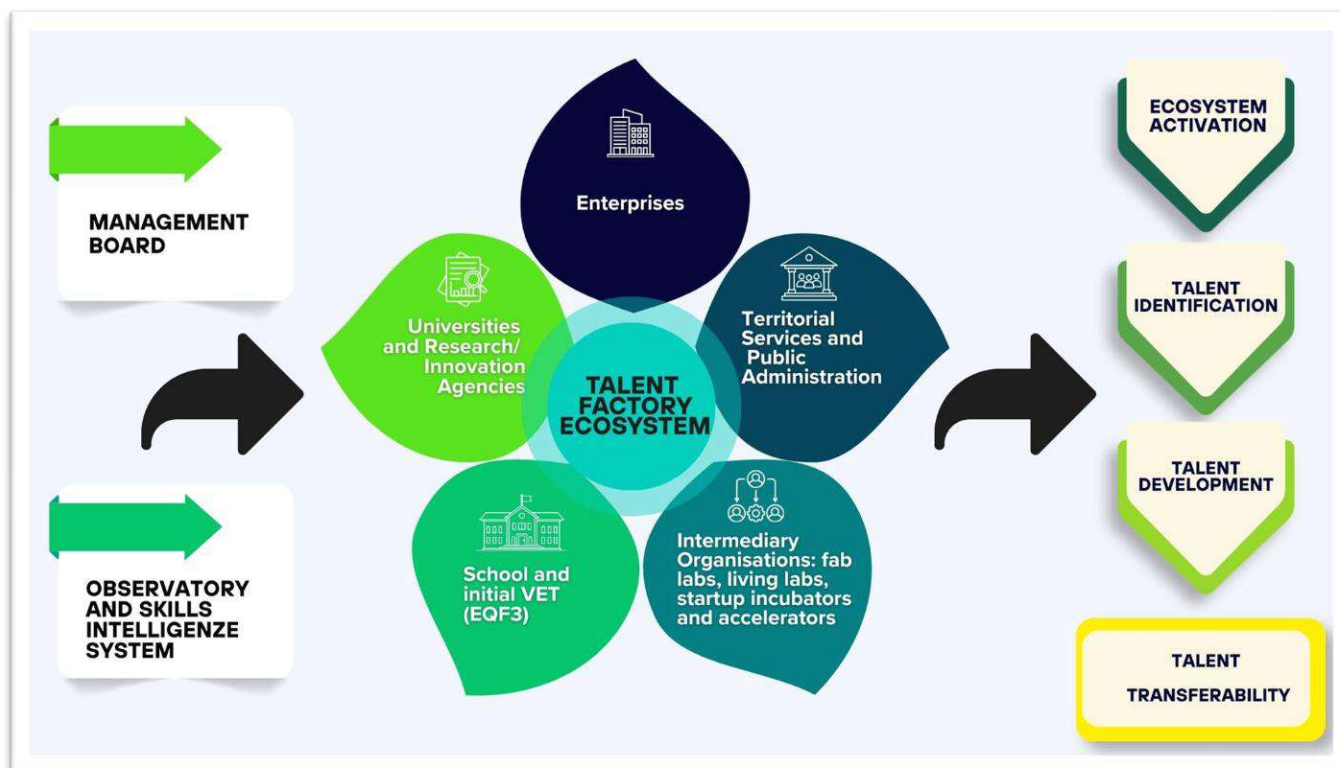 MANAGEMENT
BOARD
OBSERVATORY
AND SKILLS
INTELLIGENZE
SYSTEM
Enterprises
Universities
and Research/
Innovation
Agencies
Territorial
Services and
Public
Administration
TALENT
FACTORY
ECOSYSTEM
School and
initial VET
(EQF3)
Intermediary
Organisations: fab
labs, living labs,
startup incubators
and accelerators
ECOSYSTEM
ACTIVATION
TALENT
IDENTIFICATION
TALENT
DEVELOPMENT
TALENT
TRANSFERABILITY